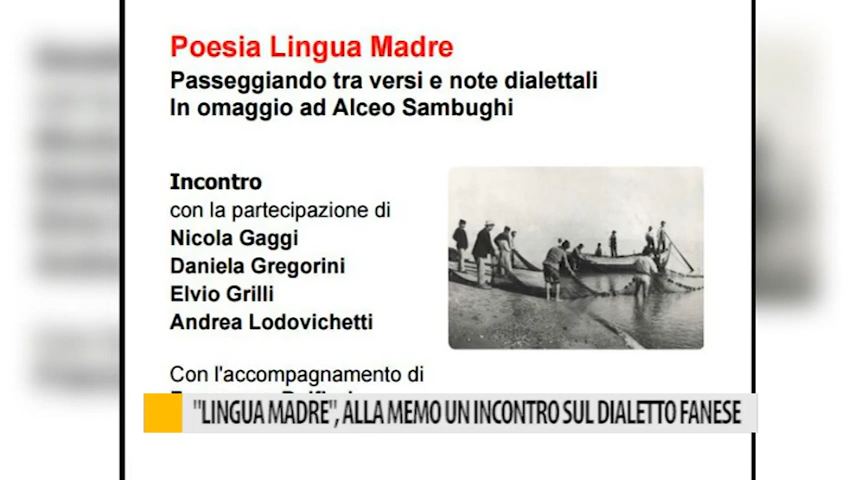 Poesia Lingua Madre
Passeggiando tra versi e note dialettali
In omaggio ad Alceo Sambughi
Incontro
con la partecipazione di
Nicola Gaggi
Daniela Gregorini
Elvio Grilli
Andrea Lodovichetti
Con l'accompagnamento di
"LINGUA MADRE", ALLA MEMO UN INCONTRO SUL DIALETTO FANESE